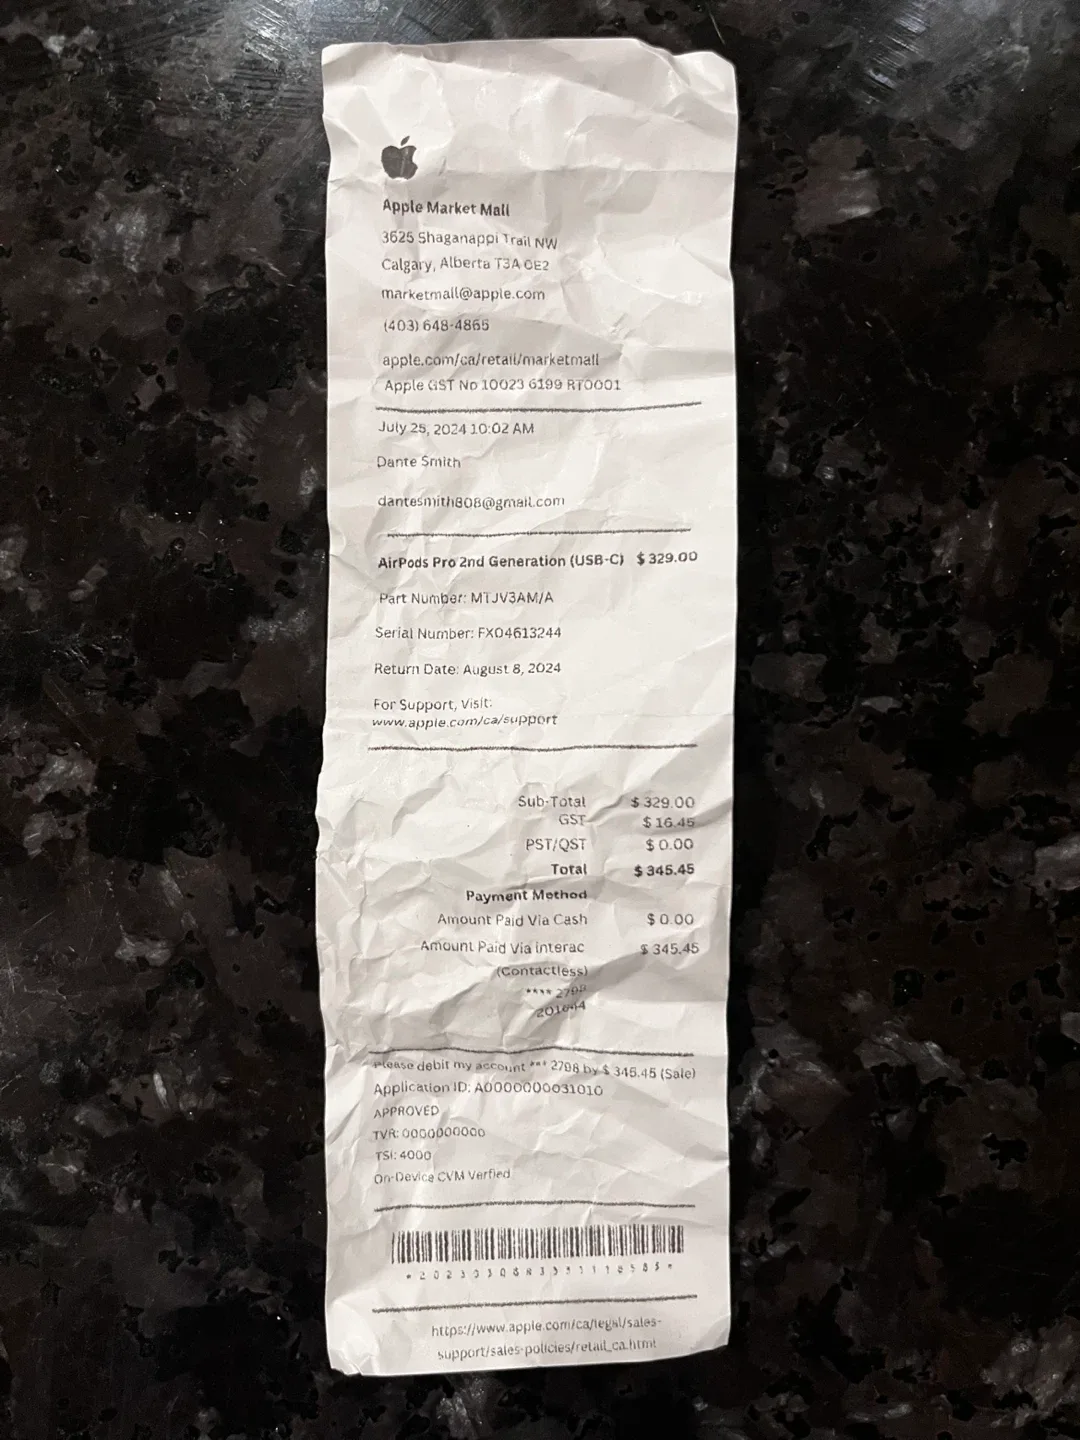 Apple Market Mall
3625 Shaganappi Trail NW
Calgary, Alberta T3A 0E2
marketmall@apple.com
(403) 648-4865
apple.com/ca/retail/marketmall
Apple GST No 10023 6199 RT0001
July 25, 2024 10:02 AM
Dante Smith
dantesmith808@gmail.com
AirPods Pro 2nd Generation (USB-C) $ 329.00
Part Number: MTJV3AM/A
Serial Number: FX04613244
Return Date: August 8, 2024
For Support, Visit:
www.apple.com/ca/support
Sub-Total $ 329.00
GST $ 16.45
PST/QST $ 0.00
Total $ 345.45
Payment Method
Amount Paid Via Cash $ 0.00
Amount Paid Via Interac $ 345.45
(Contactless)
**** 2798
Please debit my account *** 2798 by $ 345.45 (Sale)
Application ID: A0000000031010
APPROVED
TVR: 0000000000
TSI: 4000
On-Device CVM Verfied
https://www.apple.com/ca/legal/sales-
support/sales-policies/retail_ca.html